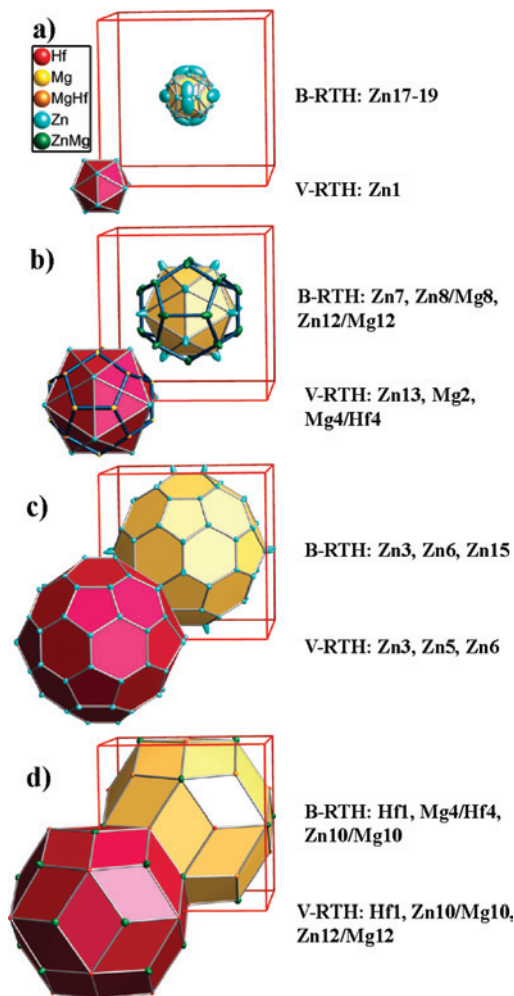 a)
Hf
Mg
MgHf
Zn
ZnMg
B-RTH: Zn17-19
V-RTH: Zn1
b)
B-RTH: Zn7, Zn8/Mg8,
Zn12/Mg12
V-RTH: Zn13, Mg2,
Mg4/Hf4
c)
B-RTH: Zn3, Zn6, Zn15
V-RTH: Zn3, Zn5, Zn6
d)
B-RTH: Hf1, Mg4/Hf4,
Zn10/Mg10
V-RTH: Hf1, Zn10/Mg10,
Zn12/Mg12